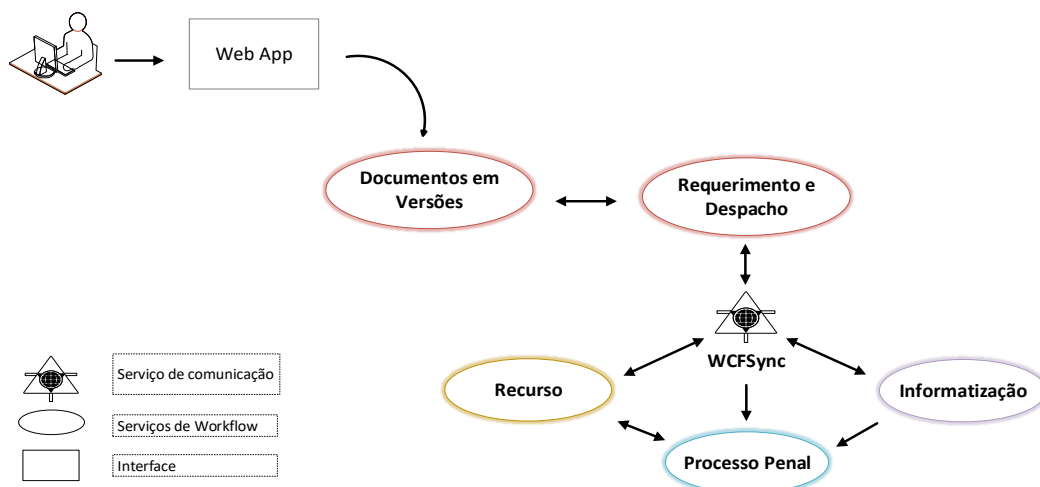 Web App
Documentos em
Versões
Requerimento e
Despacho
WCFSync
Recurso
Informatização
Processo Penal
Serviço de comunicação
Serviços de Workflow
Interface